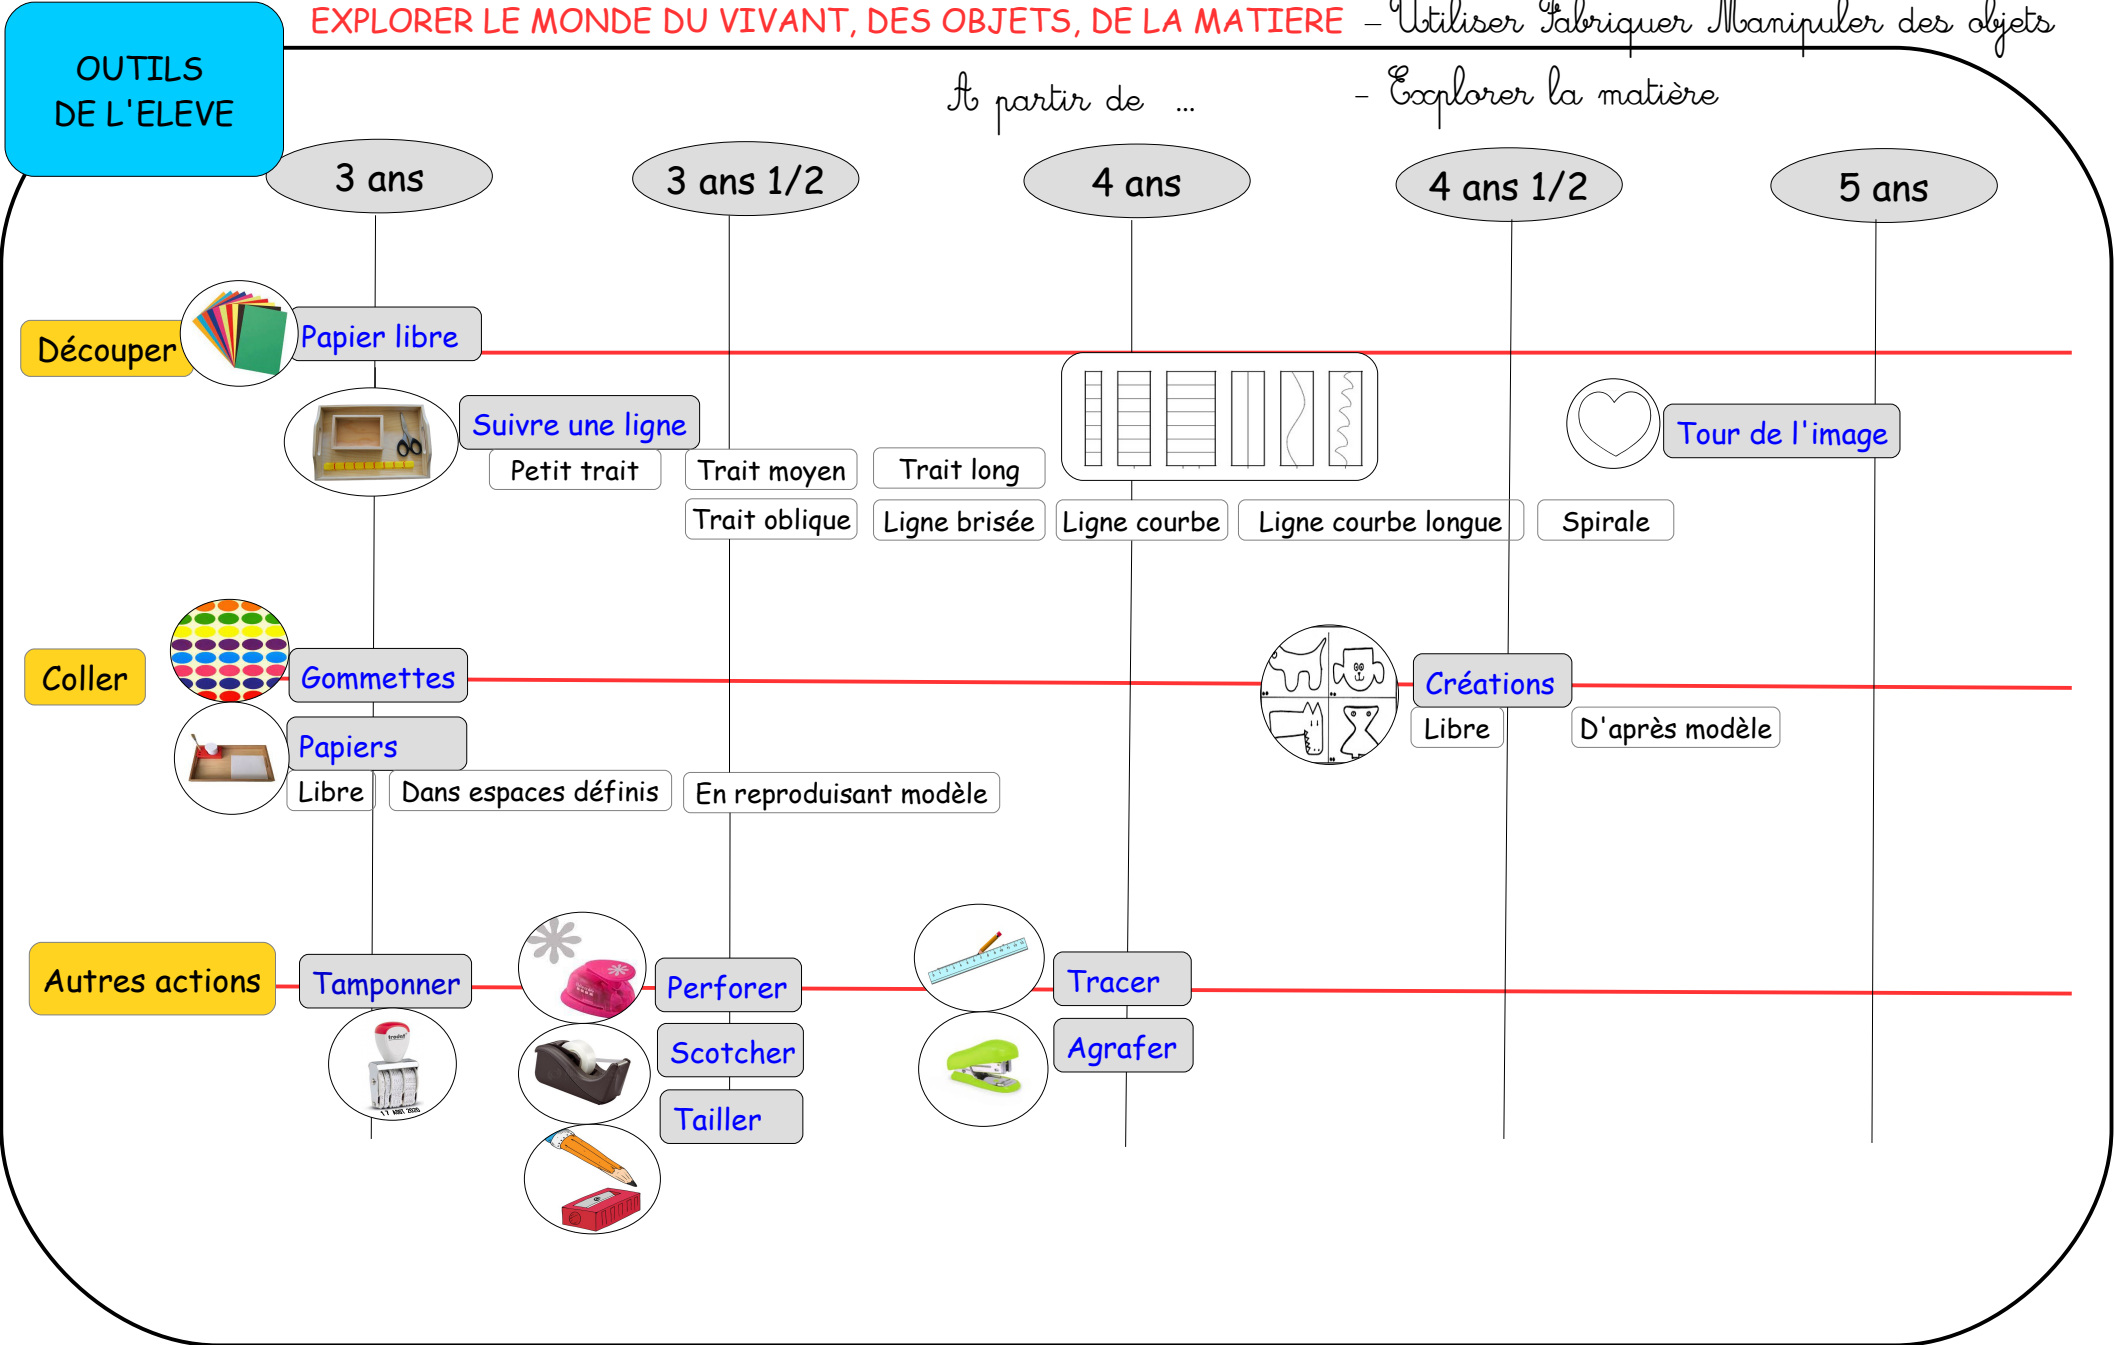 EXPLORER LE MONDE DU VIVANT, DES OBJETS, DE LA MATIERE - Utiliser Fabriquer Manipuler des objets
OUTILS
DE L'ELEVE
A partir de ... - Explorer la matière
3 ans 3 ans 1/2 4 ans 4 ans 1/2 5 ans
Découper
Papier libre
Suivre une ligne
Tour de l'image
Petit trait Trait moyen Trait long
Trait oblique Ligne brisée Ligne courbe Ligne courbe longue Spirale
Coller
Gommettes
Créations
Papiers
Libre D'après modèle
Libre Dans espaces définis En reproduisant modèle
Autres actions
Tamponner
Perforer
Tracer
Scotcher
Agrafer
trodat
17 AOUT 2020
Tailler